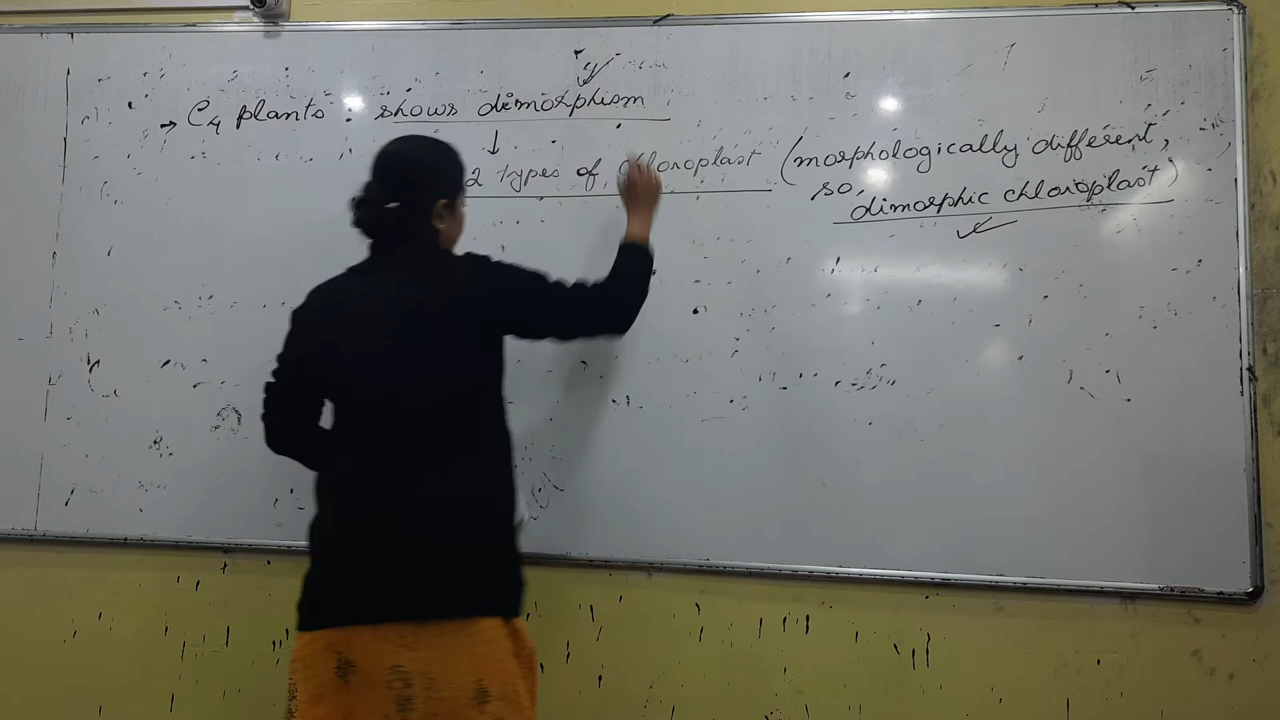 → C4 plants : shows dimorphism
↓
2 types of chloroplast (morphologically different,
so, dimorphic chloroplast)